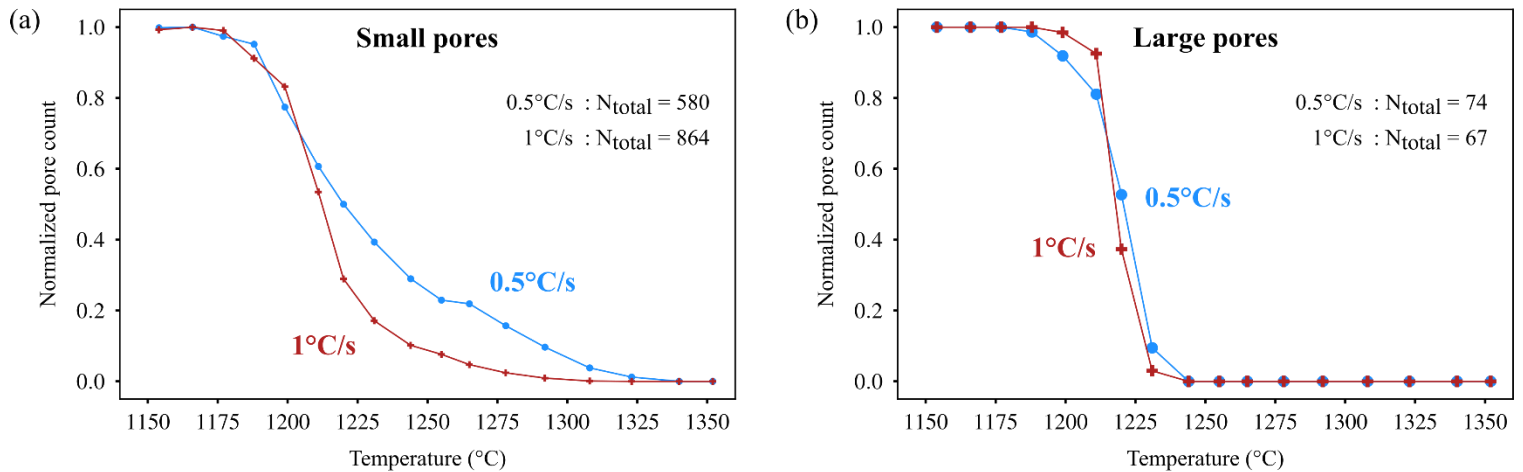 (a)
Small pores
0.5°C/s : Ntotal = 580
1°C/s : Ntotal = 864
0.5°C/s
1°C/s
Normalized pore count
1.0
0.8
0.6
0.4
0.2
0.0
1150 1175 1200 1225 1250 1275 1300 1325 1350
Temperature (°C)
(b)
Large pores
0.5°C/s : Ntotal = 74
1°C/s : Ntotal = 67
0.5°C/s
1°C/s
Normalized pore count
1.0
0.8
0.6
0.4
0.2
0.0
1150 1175 1200 1225 1250 1275 1300 1325 1350
Temperature (°C)